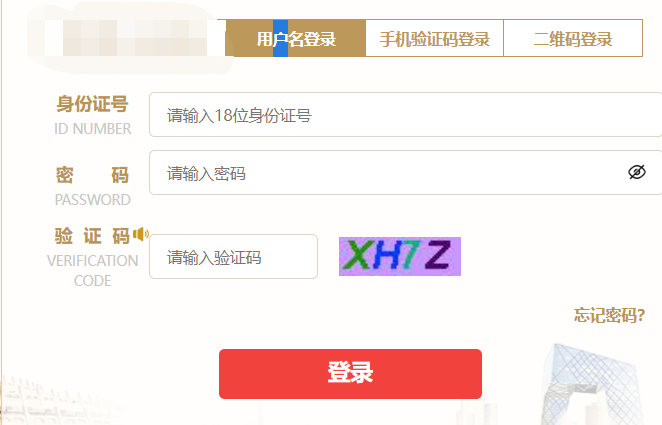 用户名登录 手机验证码登录 二维码登录
身份证号 请输入18位身份证号
ID NUMBER
密 码 请输入密码
PASSWORD
验 证 码 请输入验证码 XH7Z
VERIFICATION
CODE
忘记密码?
登录